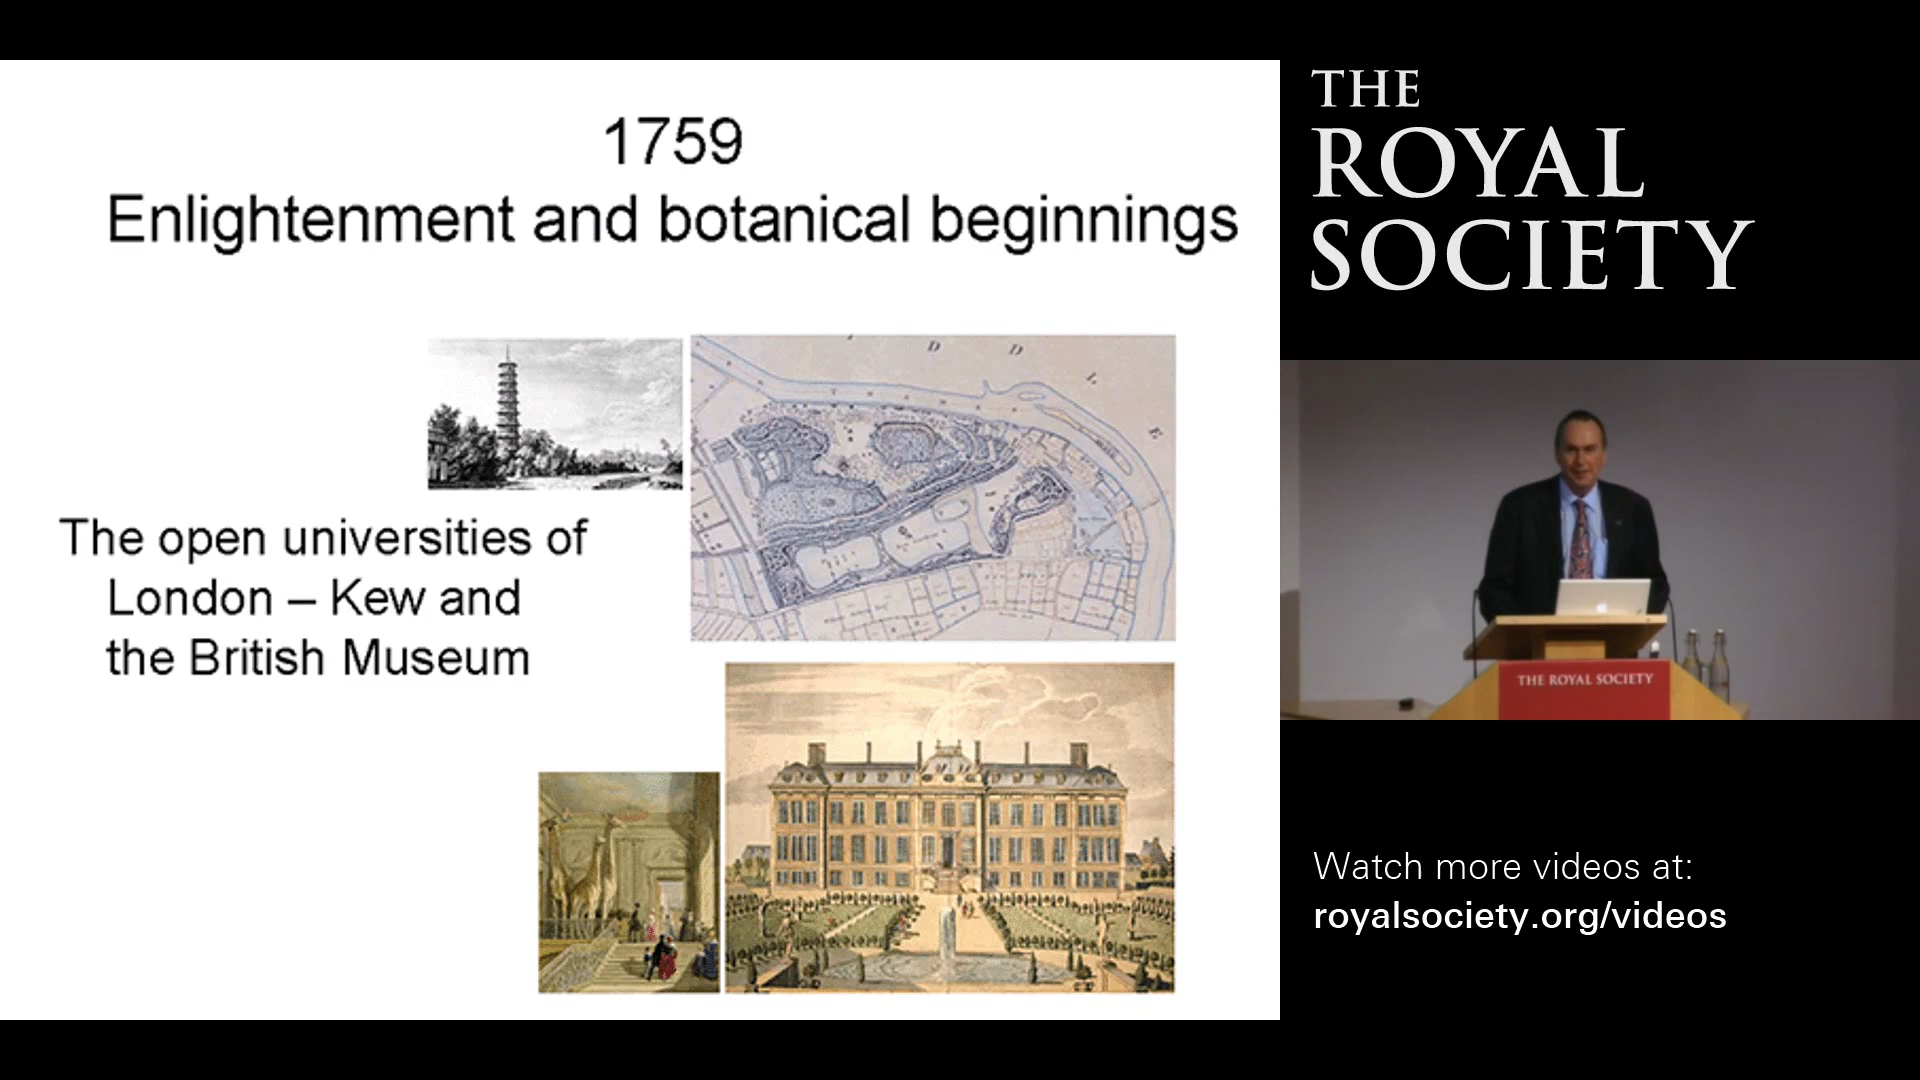 1759
Enlightenment and botanical beginnings
The open universities of
London – Kew and
the British Museum
THE
ROYAL
SOCIETY
THE ROYAL SOCIETY
Watch more videos at:
royalsociety.org/videos